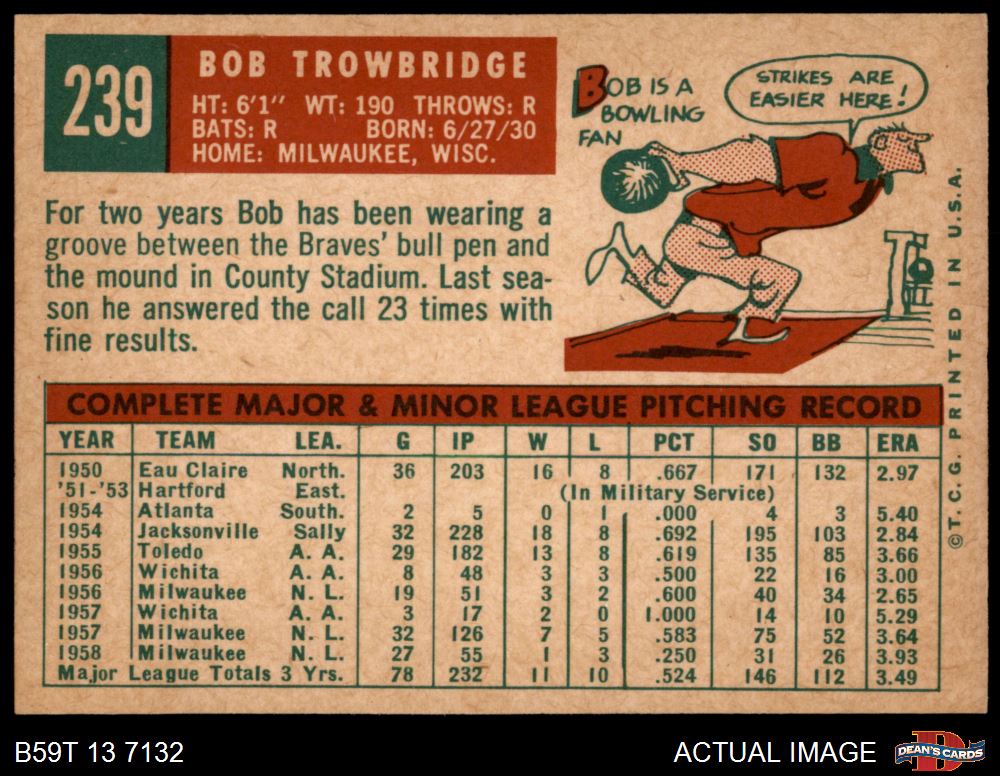 239
BOB TROWBRIDGE
HT: 6'1" WT: 190 THROWS: R
BATS: R BORN: 6/27/30
HOME: MILWAUKEE, WISC.
BOB IS A
BOWLING
FAN
STRIKES ARE
EASIER HERE!
For two years Bob has been wearing a
groove between the Braves' bull pen and
the mound in County Stadium. Last sea-
son he answered the call 23 times with
fine results.
COMPLETE MAJOR & MINOR LEAGUE PITCHING RECORD
YEAR TEAM LEA. G IP W L PCT SO BB ERA
1950 Eau Claire North. 36 203 16 8 .667 171 132 2.97
'51-'53 Hartford East. (In Military Service)
1954 Atlanta South. 2 5 0 1 .000 4 3 5.40
1954 Jacksonville Sally 32 228 18 8 .692 195 103 2.84
1955 Toledo A. A. 29 182 13 8 .619 135 85 3.66
1956 Wichita A. A. 8 48 3 3 .500 22 16 3.00
1956 Milwaukee N. L. 19 51 3 2 .600 40 34 2.65
1957 Wichita A. A. 3 17 2 0 1.000 14 10 5.29
1957 Milwaukee N. L. 32 126 7 5 .583 75 52 3.64
1958 Milwaukee N. L. 27 55 1 3 .250 31 26 3.93
Major League Totals 3 Yrs. 78 232 11 10 .524 146 112 3.49
©T. C. G. PRINTED IN U.S.A.
B59T 13 7132
ACTUAL IMAGE
DEAN'S CARDS